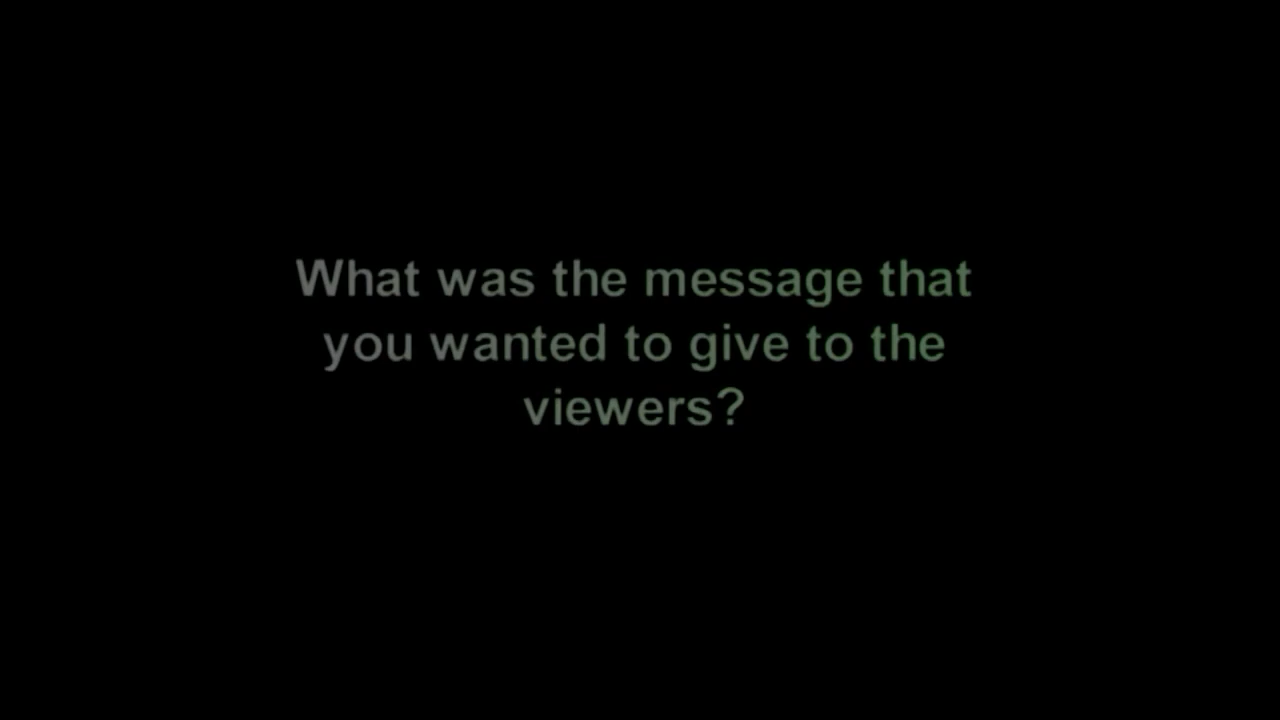 What was the message that
you wanted to give to the
viewers?